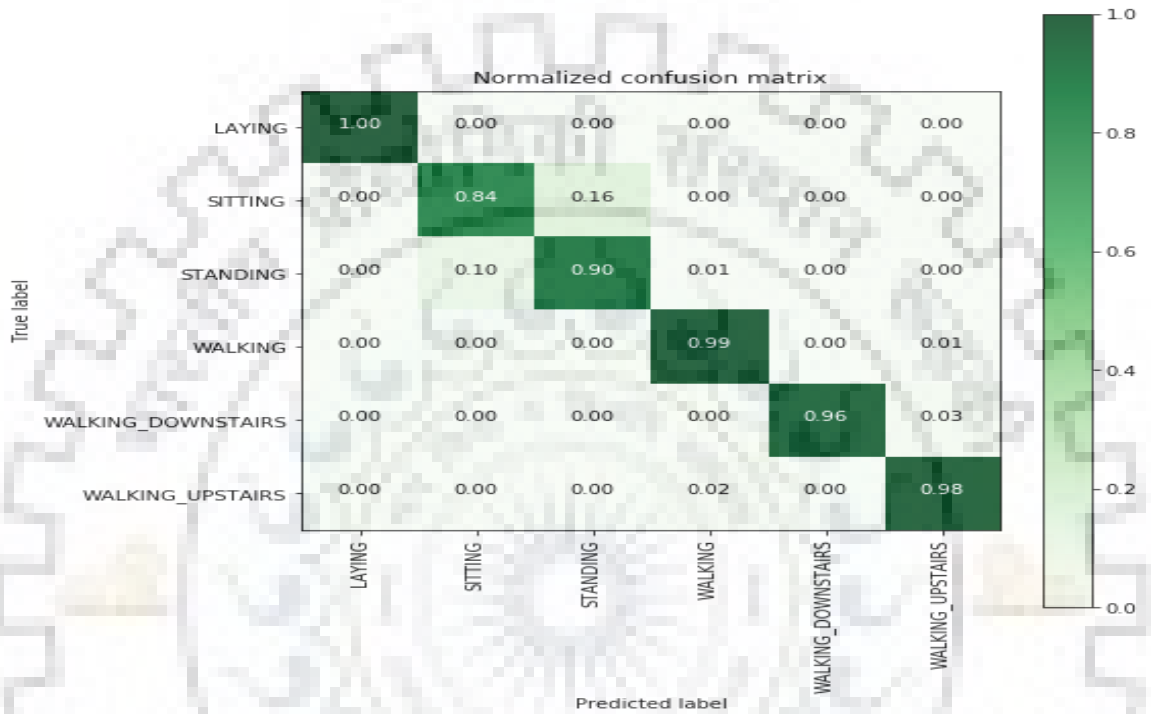 Normalized confusion matrix
1.0
0.8
0.6
0.4
0.2
0.0
True label
LAYING 1.00 0.00 0.00 0.00 0.00 0.00
SITTING 0.00 0.84 0.16 0.00 0.00 0.00
STANDING 0.00 0.10 0.90 0.01 0.00 0.00
WALKING 0.00 0.00 0.00 0.99 0.00 0.01
WALKING_DOWNSTAIRS 0.00 0.00 0.00 0.00 0.96 0.03
WALKING_UPSTAIRS 0.00 0.00 0.00 0.02 0.00 0.98
LAYING
SITTING
STANDING
WALKING
WALKING_DOWNSTAIRS
WALKING_UPSTAIRS
Predicted label